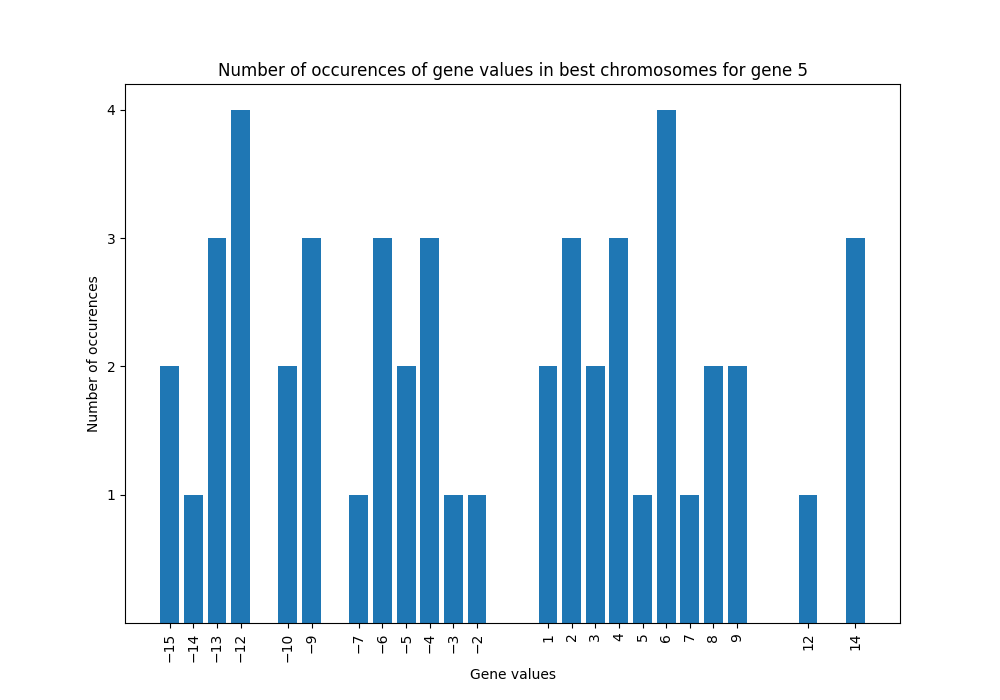 Number of occurences of gene values in best chromosomes for gene 5
Number of occurences
4
3
2
1
−15 −14 −13 −12 −10 −9 −7 −6 −5 −4 −3 −2 1 2 3 4 5 6 7 8 9 12 14
Gene values